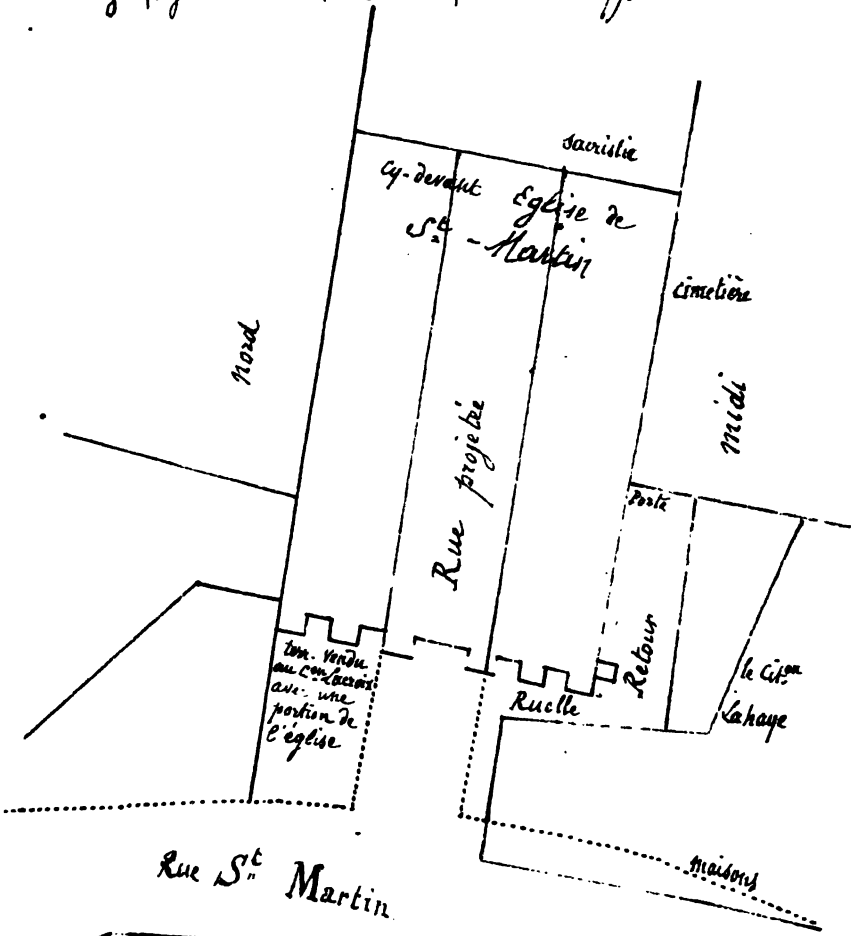 sacristie
Cy-devant Eglise de
St - Martin
cimetière
nord
midi
Rue projetée
Porte
Retour
terr. vendu
au Cen Lacroix
avec une
portion de
l'église
Ruelle
le Citen
Lahaye
maisons
Rue St Martin